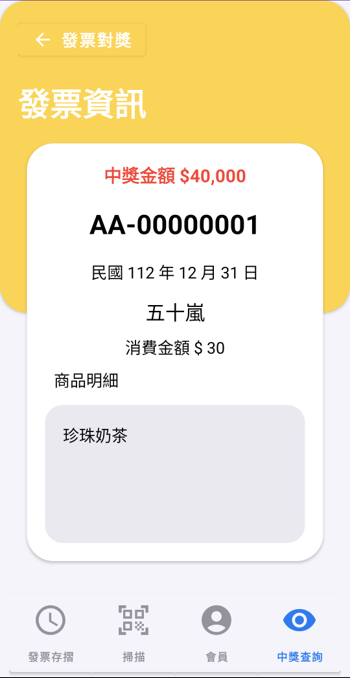 ← 發票對獎
發票資訊
中獎金額 $40,000
AA-00000001
民國 112 年 12 月 31 日
五十嵐
消費金額 $ 30
商品明細
珍珠奶茶
發票存摺
掃描
會員
中獎查詢